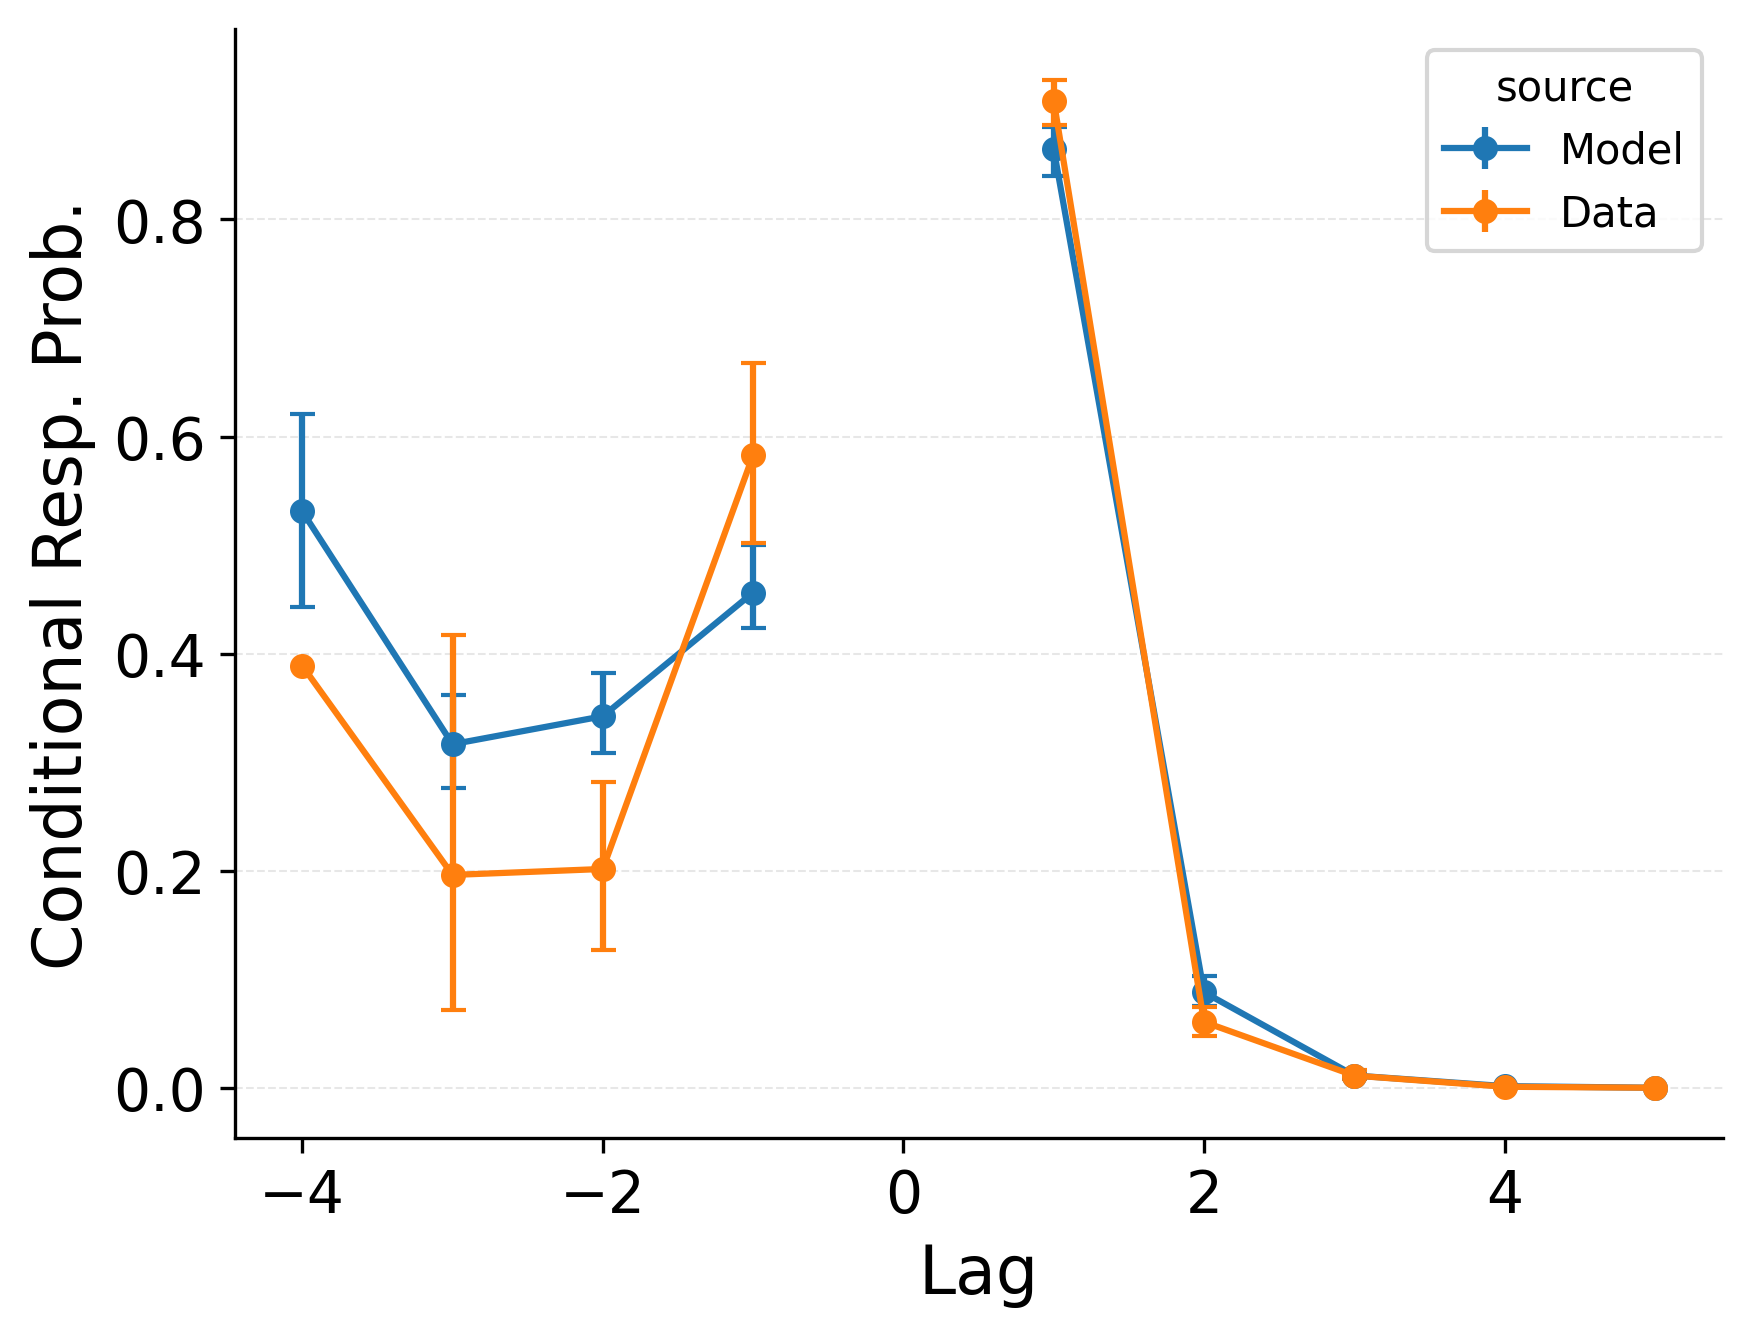 source
Model
Data
Conditional Resp. Prob.
0.8
0.6
0.4
0.2
0.0
−4 −2 0 2 4
Lag